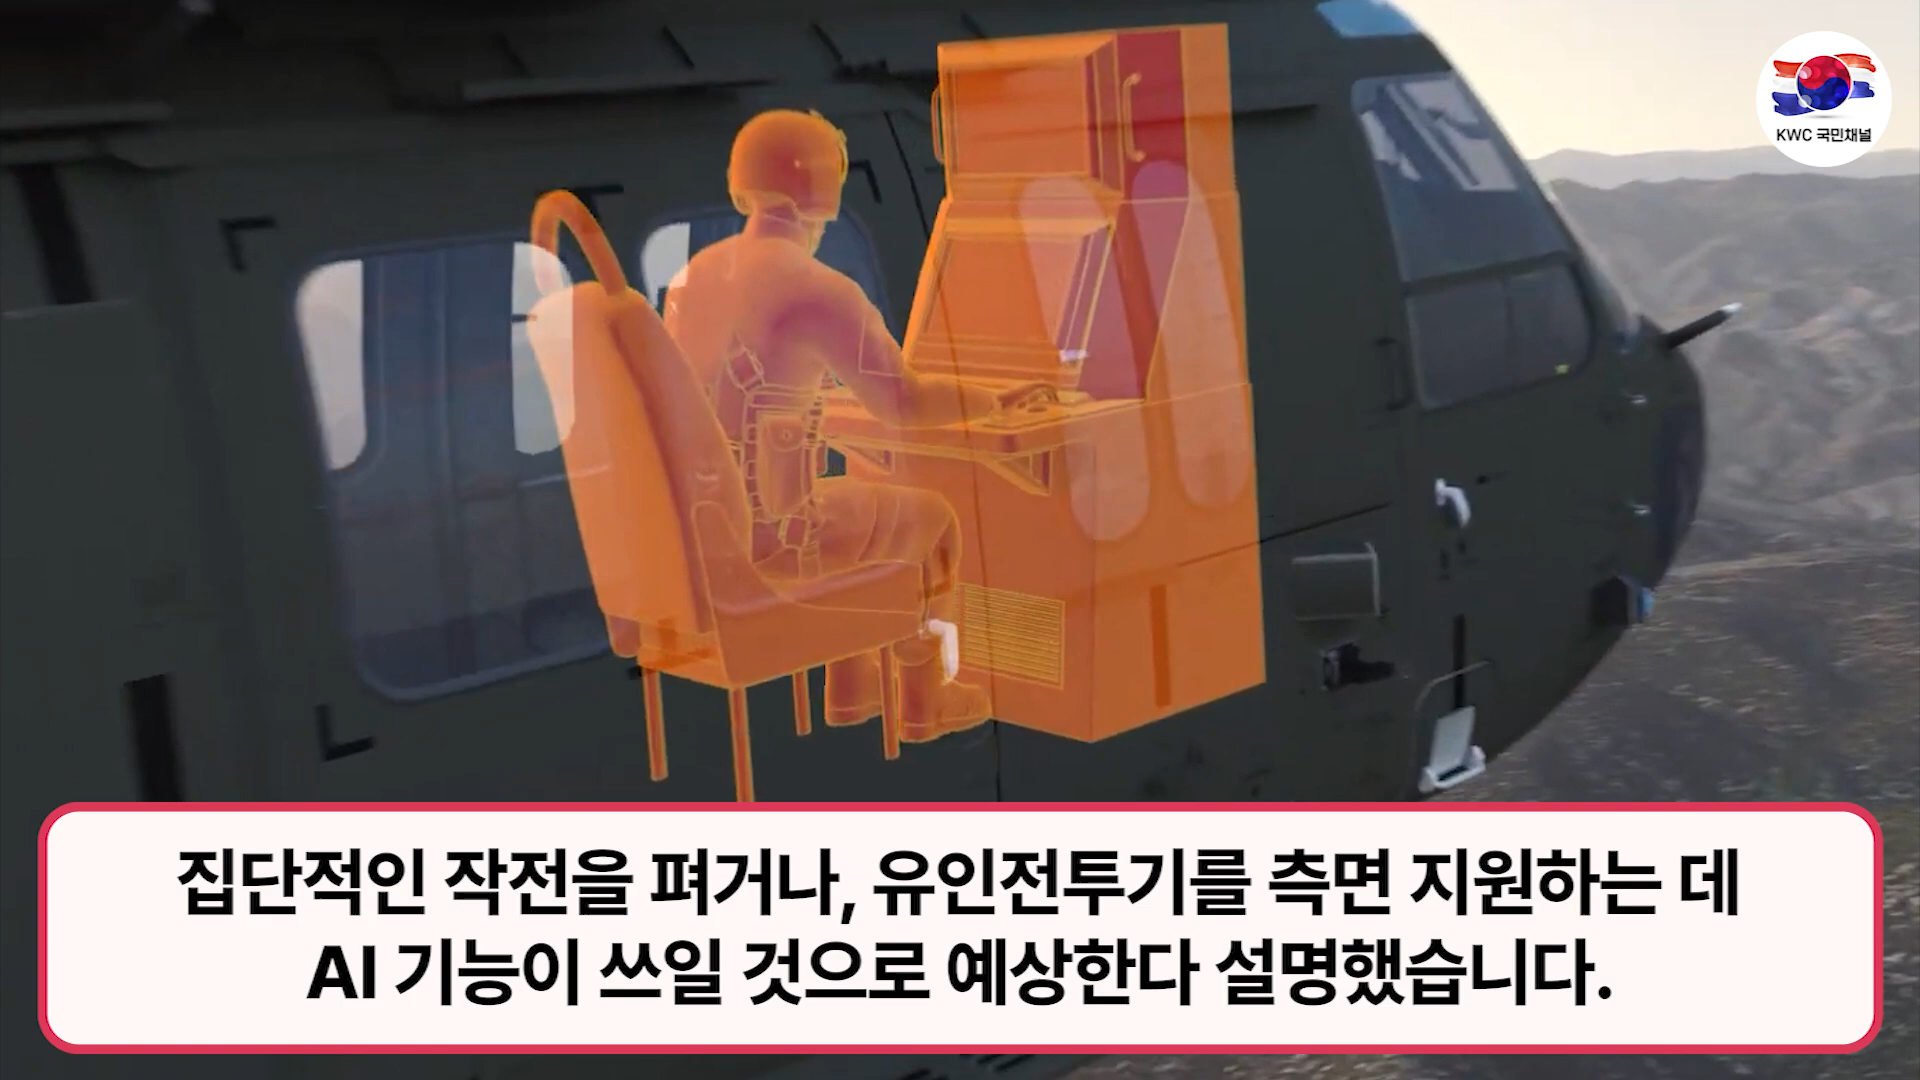 KWC 국민채널
집단적인 작전을 펴거나, 유인전투기를 측면 지원하는 데
AI 기능이 쓰일 것으로 예상한다 설명했습니다.